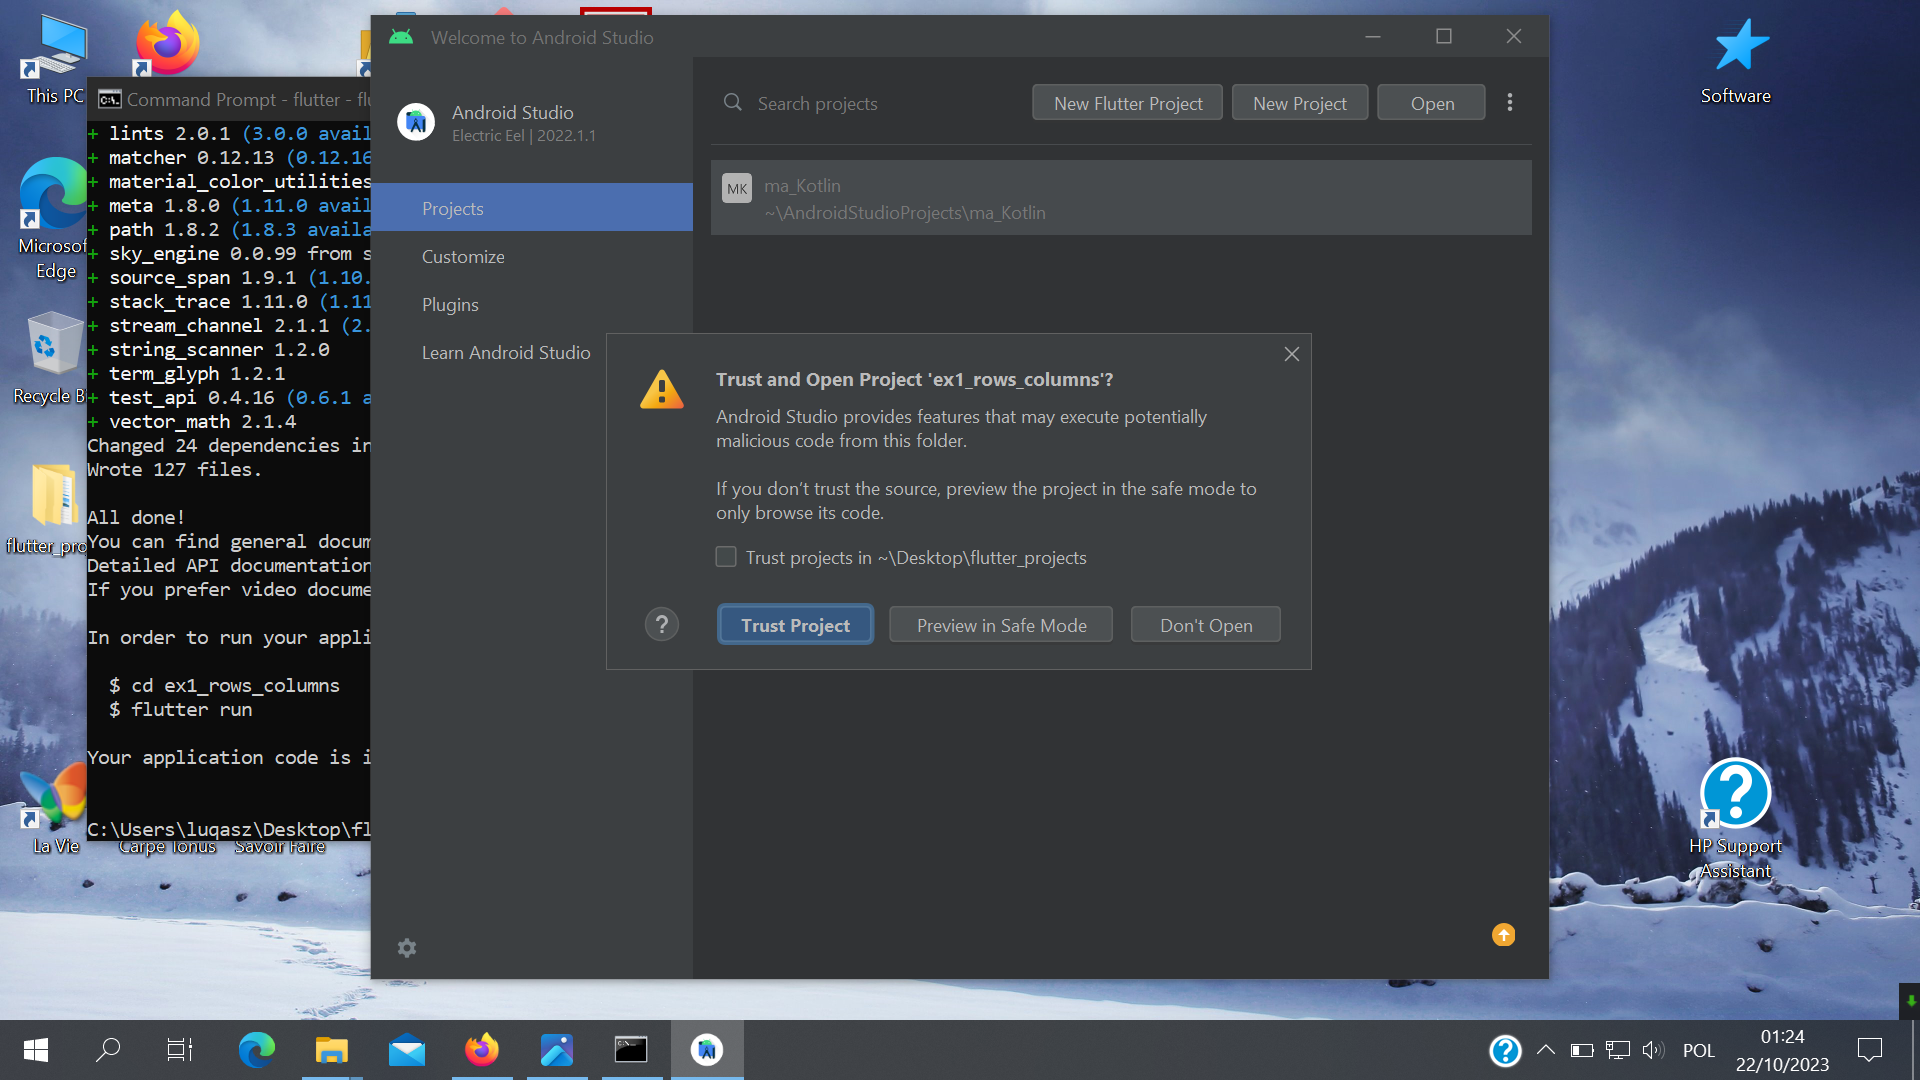 This PC
Microsof
Edge
Recycle B
flutter_pro
La Vie
Carpe Tonus
Savoir Faire
Software
HP Support
Assistant
Command Prompt - flutter - fl
+ lints 2.0.1 (3.0.0 avail
+ matcher 0.12.13 (0.12.16
+ material_color_utilities
+ meta 1.8.0 (1.11.0 avail
+ path 1.8.2 (1.8.3 availa
+ sky_engine 0.0.99 from s
+ source_span 1.9.1 (1.10.
+ stack_trace 1.11.0 (1.11
+ stream_channel 2.1.1 (2.
+ string_scanner 1.2.0
+ term_glyph 1.2.1
+ test_api 0.4.16 (0.6.1 a
+ vector_math 2.1.4
Changed 24 dependencies in
Wrote 127 files.
All done!
You can find general docum
Detailed API documentation
If you prefer video docume
In order to run your appli
$ cd ex1_rows_columns
$ flutter run
Your application code is i
C:\Users\luqasz\Desktop\fl
Welcome to Android Studio
Android Studio
Electric Eel | 2022.1.1
Projects
Customize
Plugins
Learn Android Studio
Search projects
New Flutter Project
New Project
Open
MK
ma_Kotlin
~\AndroidStudioProjects\ma_Kotlin
Trust and Open Project 'ex1_rows_columns'?
Android Studio provides features that may execute potentially
malicious code from this folder.
If you don’t trust the source, preview the project in the safe mode to
only browse its code.
Trust projects in ~\Desktop\flutter_projects
?
Trust Project
Preview in Safe Mode
Don't Open
POL
01:24
22/10/2023